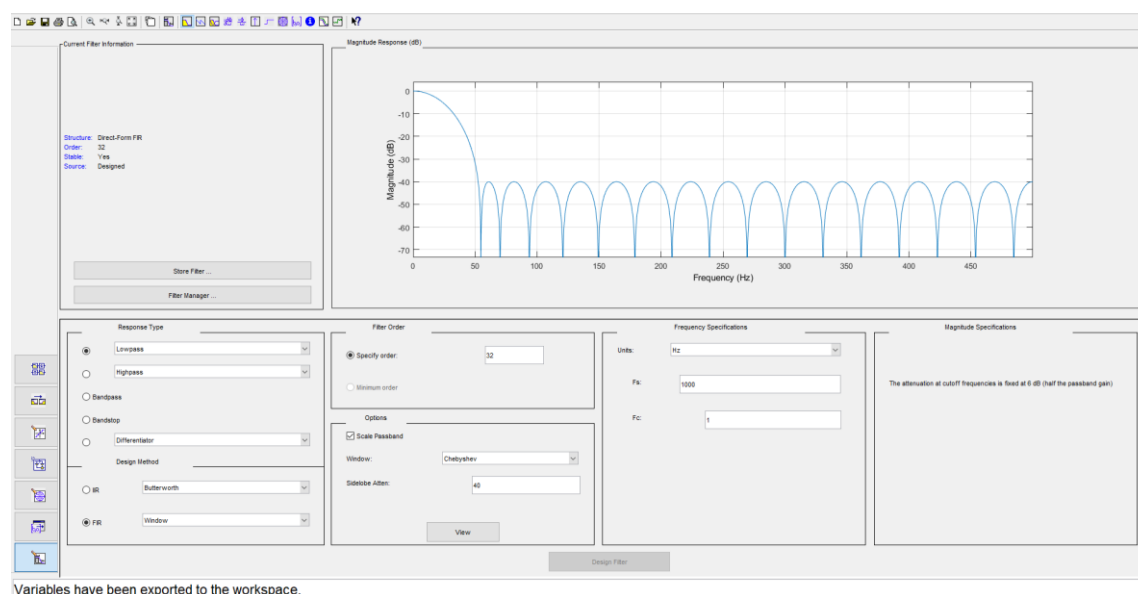 Current Filter Information
Magnitude Response (dB)
Structure: Direct-Form FIR
Order: 32
Stable: Yes
Source: Designed
Store Filter ...
Filter Manager ...
Magnitude (dB)
0
-10
-20
-30
-40
-50
-60
-70
0 50 100 150 200 250 300 350 400 450
Frequency (Hz)
Response Type
Lowpass
Highpass
Bandpass
Bandstop
Differentiator
Design Method
IIR Butterworth
FIR Window
Filter Order
Specify order: 32
Minimum order
Options
Scale Passband
Window: Chebyshev
Sidelobe Atten: 40
View
Frequency Specifications
Units: Hz
Fs: 1000
Fc: 1
Magnitude Specifications
The attenuation at cutoff frequencies is fixed at 6 dB (half the passband gain)
Design Filter
Variables have been exported to the workspace.